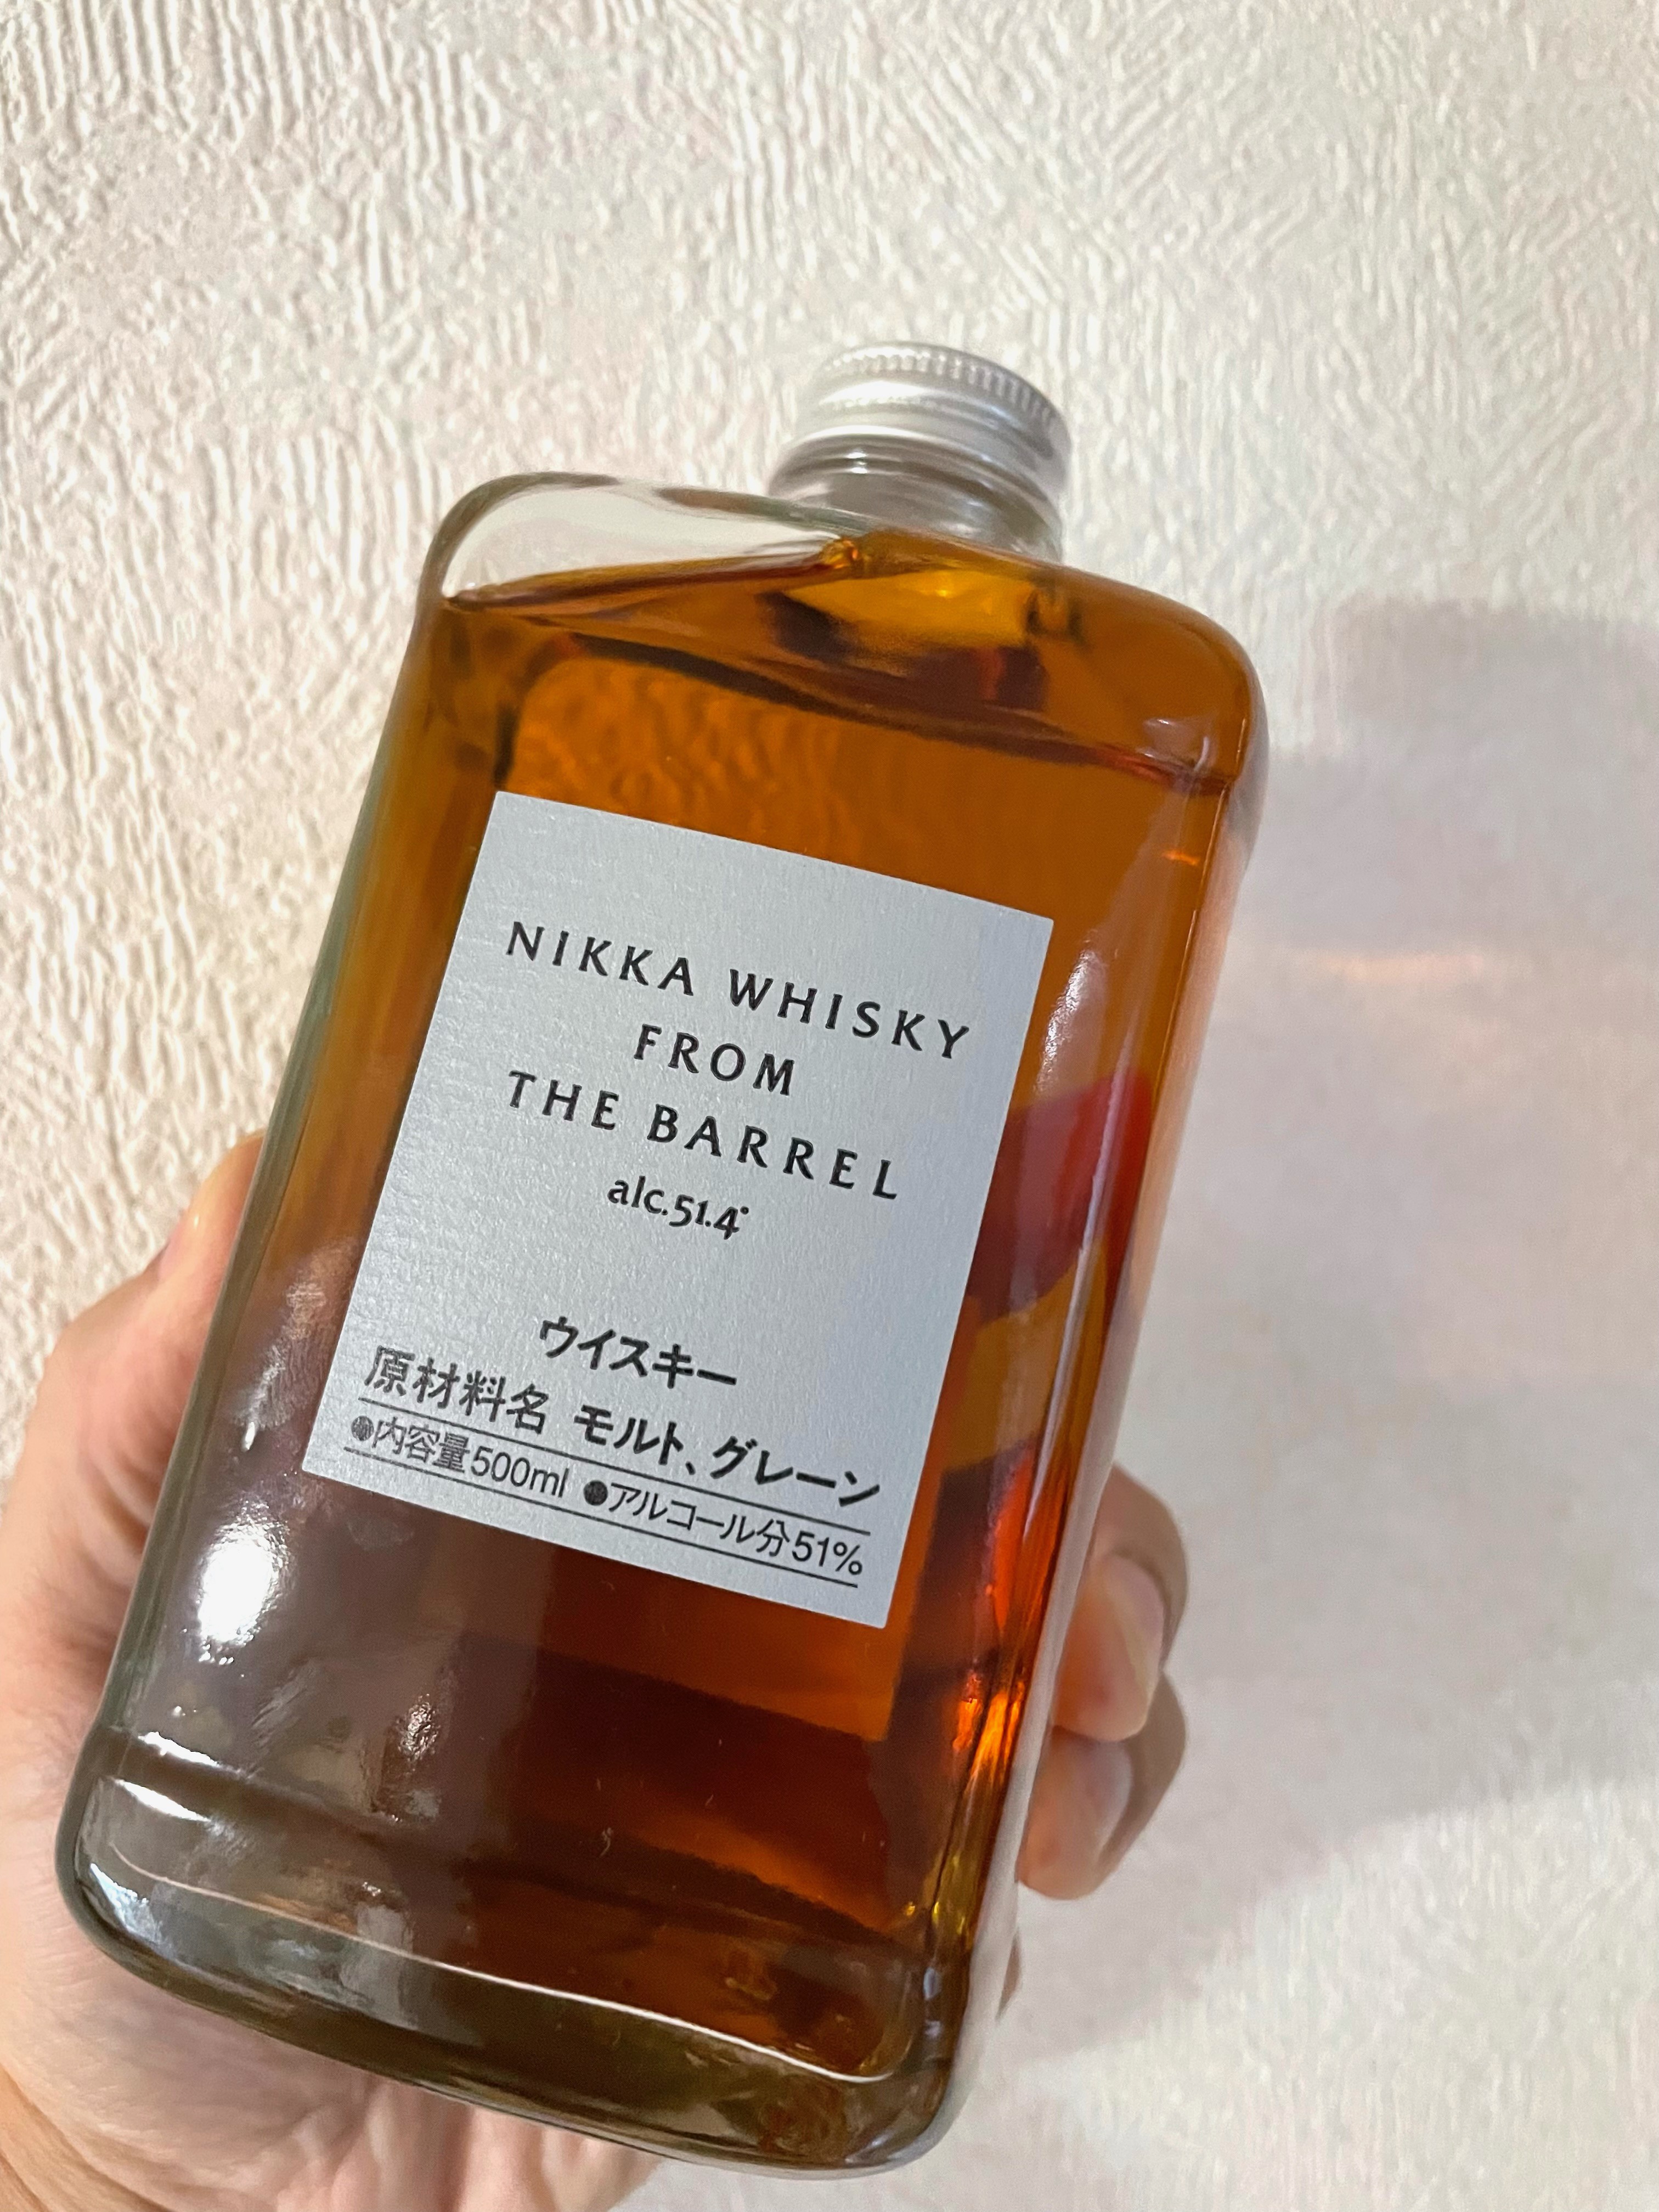 NIKKA WHISKY
FROM
THE BARREL
alc.51.4°
ウイスキー
原材料名 モルト、グレーン
●内容量500ml ●アルコール分51%